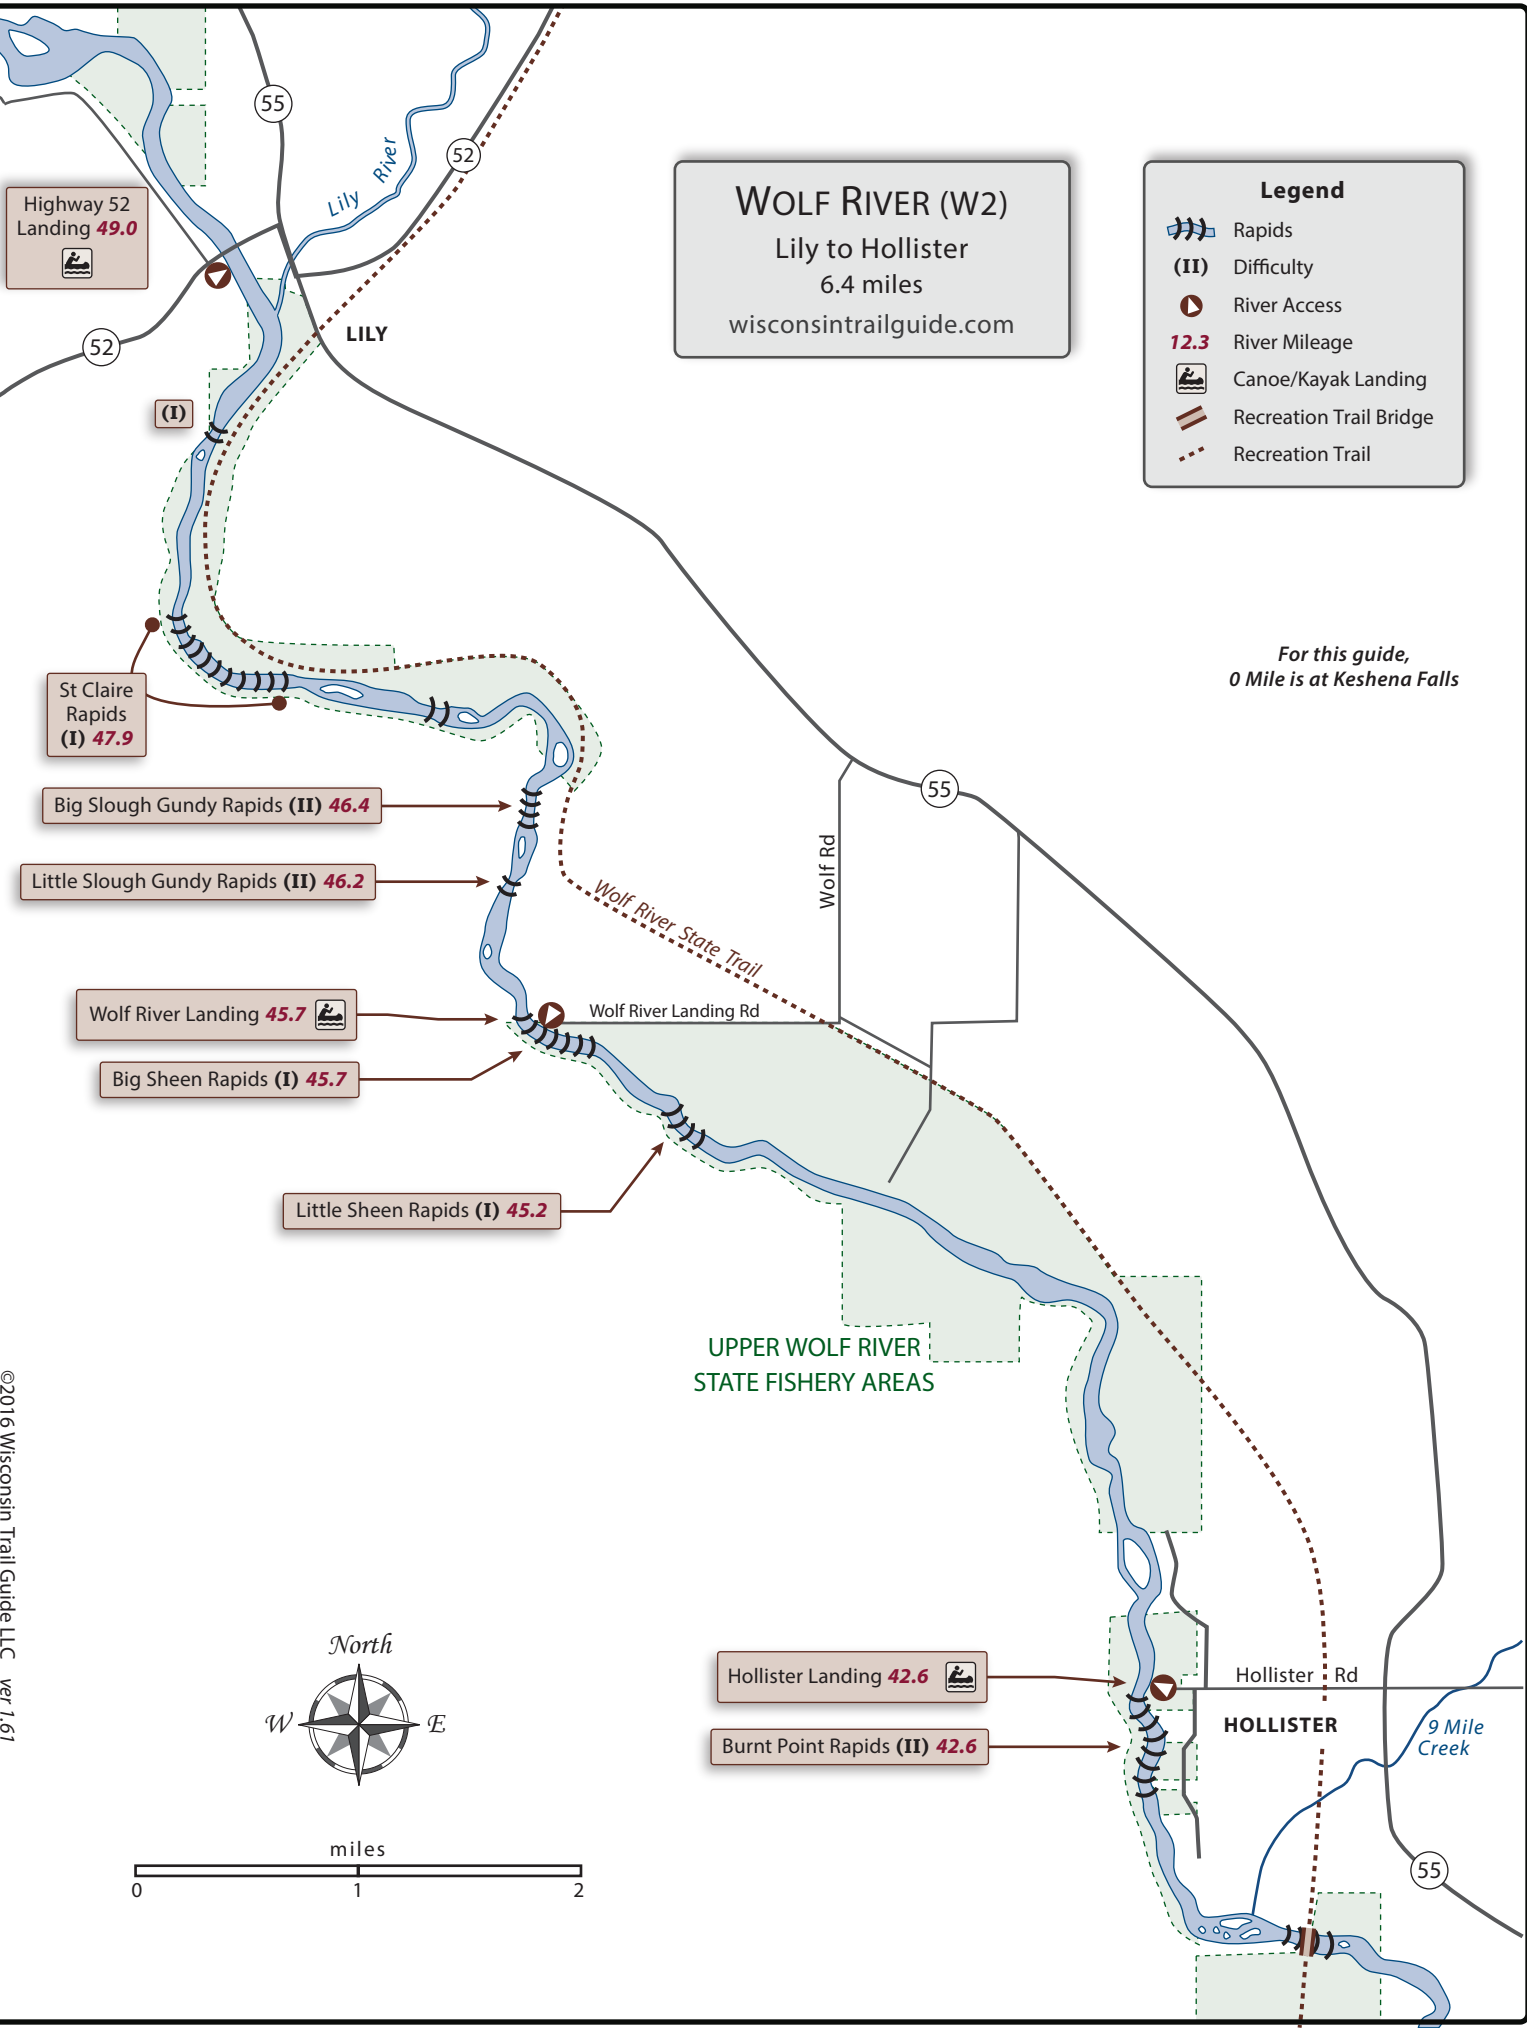 55
52
Lily River
Highway 52
Landing 49.0
WOLF RIVER (W2)
Lily to Hollister
6.4 miles
wisconsintrailguide.com
Legend
Rapids
(II) Difficulty
River Access
12.3 River Mileage
Canoe/Kayak Landing
Recreation Trail Bridge
Recreation Trail
52
LILY
(I)
For this guide,
0 Mile is at Keshena Falls
St Claire
Rapids
(I) 47.9
Big Slough Gundy Rapids (II) 46.4
55
Wolf Rd
Little Slough Gundy Rapids (II) 46.2
Wolf River State Trail
Wolf River Landing 45.7
Wolf River Landing Rd
Big Sheen Rapids (I) 45.7
Little Sheen Rapids (I) 45.2
UPPER WOLF RIVER
STATE FISHERY AREAS
©2016 Wisconsin Trail Guide LLC ver 1.61
North
W E
Hollister Landing 42.6
Hollister Rd
HOLLISTER
9 Mile
Creek
Burnt Point Rapids (II) 42.6
miles
0 1 2
55